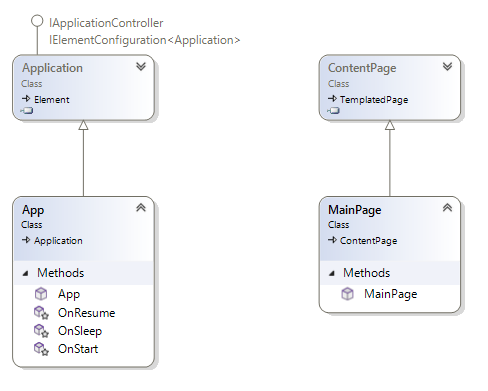 IApplicationController
IElementConfiguration<Application>
Application
Class
Element
ContentPage
Class
TemplatedPage
App
Class
Application
Methods
App
OnResume
OnSleep
OnStart
MainPage
Class
ContentPage
Methods
MainPage